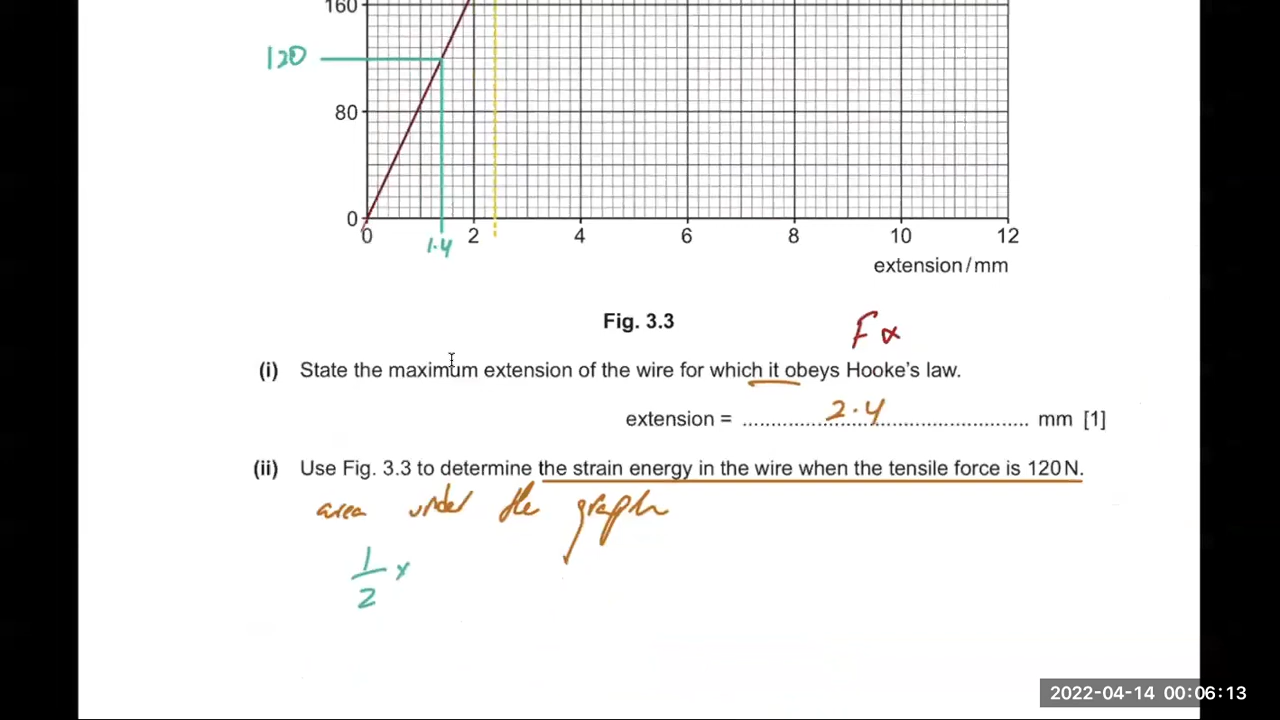 160
120
80
0
0 2 4 6 8 10 12
1.4
extension/mm
Fig. 3.3
F ∝
(i) State the maximum extension of the wire for which it obeys Hooke's law.
extension = ........ 2.4 ........ mm [1]
(ii) Use Fig. 3.3 to determine the strain energy in the wire when the tensile force is 120 N.
area under the graph
1/2 ×
2022-04-14 00:06:13